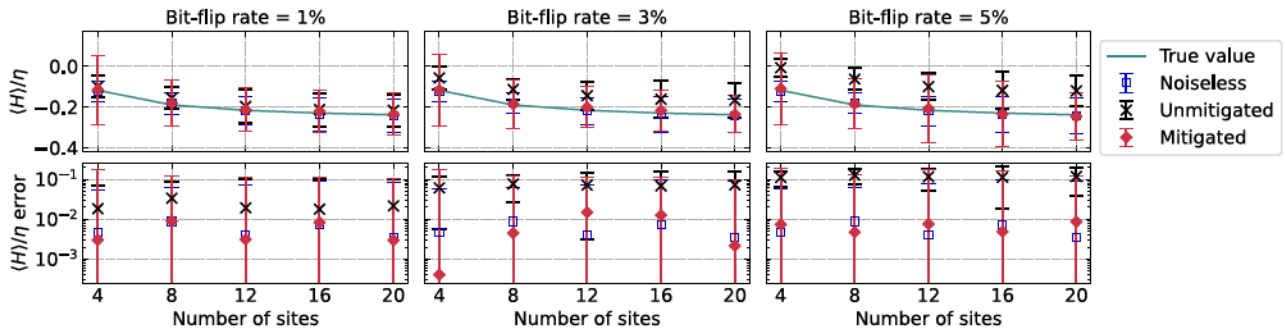 Bit-flip rate = 1%
Bit-flip rate = 3%
Bit-flip rate = 5%
⟨H⟩/η
0.0
−0.2
−0.4
True value
Noiseless
Unmitigated
Mitigated
⟨H⟩/η error
10⁻¹
10⁻²
10⁻³
4 8 12 16 20
4 8 12 16 20
4 8 12 16 20
Number of sites
Number of sites
Number of sites